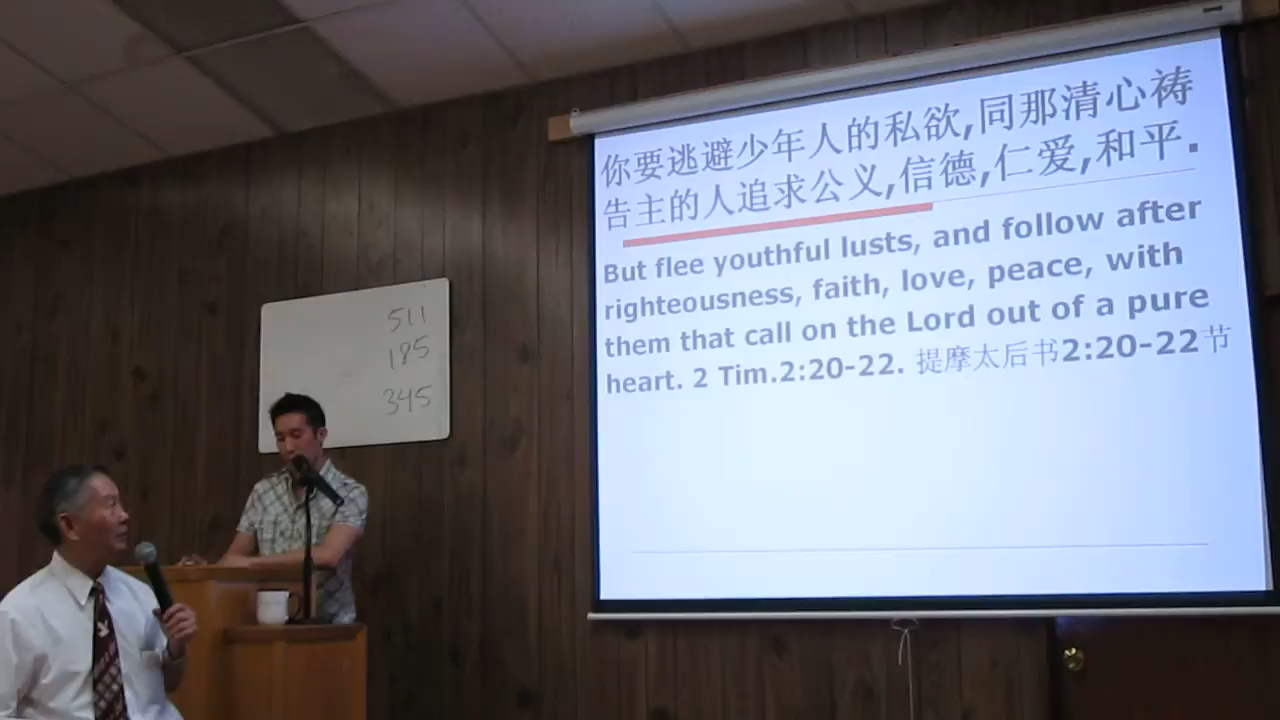 你要逃避少年人的私欲,同那清心祷
告主的人追求公义,信德,仁爱,和平.
But flee youthful lusts, and follow after
righteousness, faith, love, peace, with
them that call on the Lord out of a pure
heart. 2 Tim.2:20-22. 提摩太后书2:20-22节
511
185
345